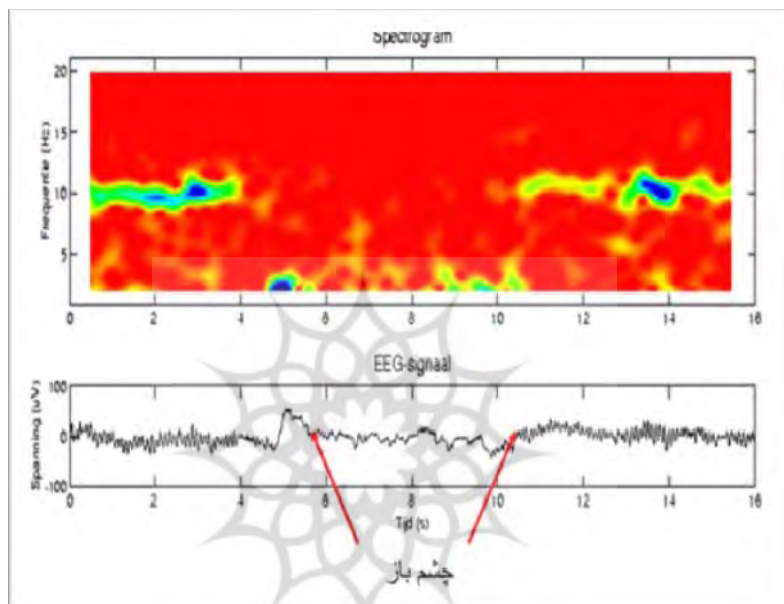 Spectrogram
Frequentie (Hz)
20
15
10
5
0 2 4 6 8 10 12 14 16
EEG-signaal
Spanning (uV)
100
0
-100
0 2 4 6 8 10 12 14 16
Tijd (s)
چشم باز